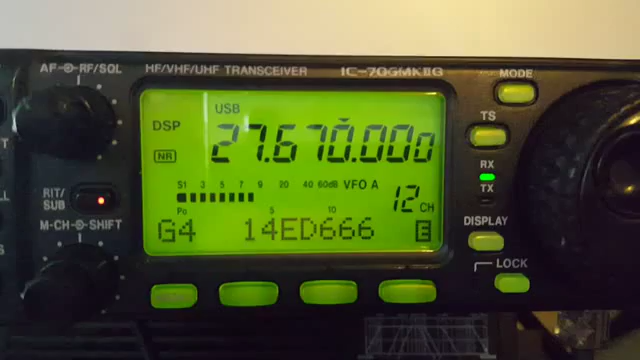 AF-RF/SQL HF/VHF/UHF TRANSCEIVER IC-706MKIIG
MODE
USB
DSP 27.670.000
TS
NR
RX
S1 3 5 7 9 20 40 60dB VFO A
TX
RIT/
SUB
12 CH
Po 5 10
M-CH-SHIFT
DISPLAY
G4 14ED666 E
LOCK